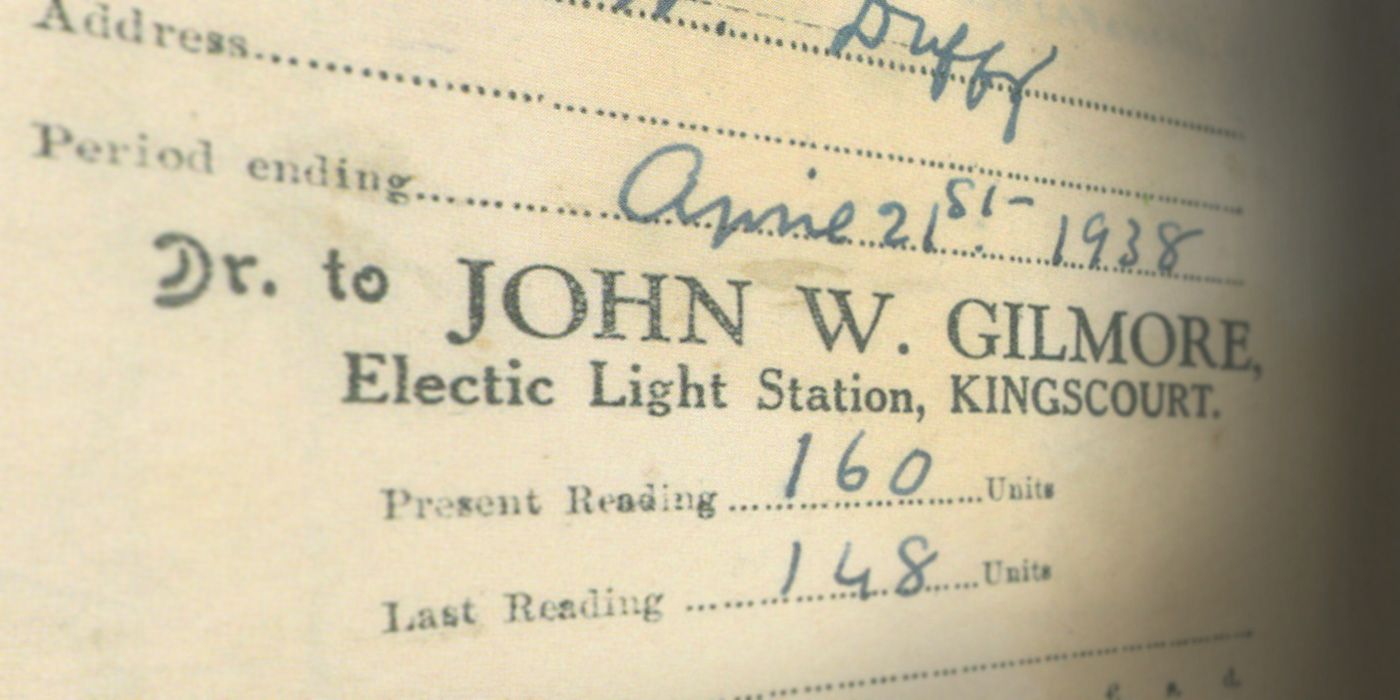 Duffy
Address
Period ending April 21st 1938
Dr. to JOHN W. GILMORE,
Electic Light Station, KINGSCOURT.
Present Reading 160 Units
Last Reading 148 Units
s. d.